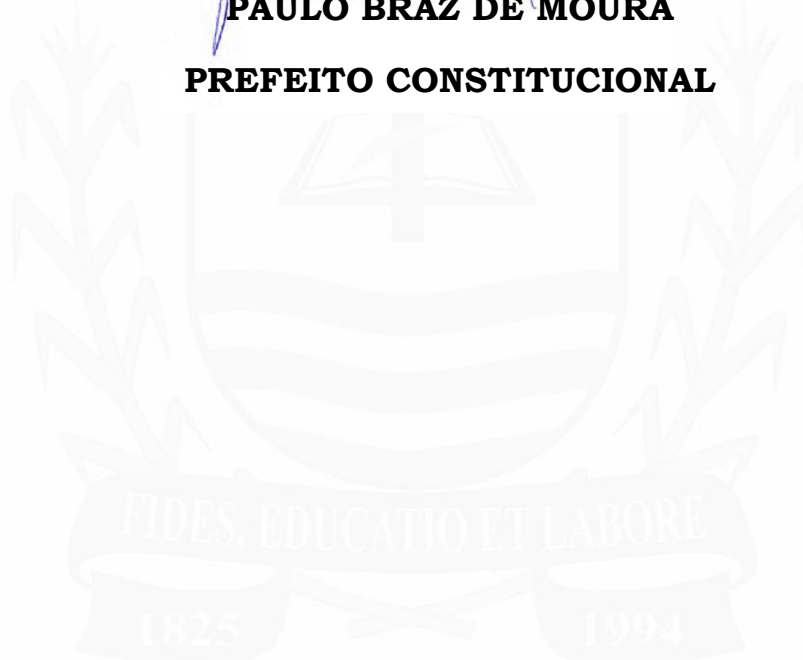 PAULO BRAZ DE MOURA
PREFEITO CONSTITUCIONAL
FIDES, EDUCATIO ET LABORE
1825 1994